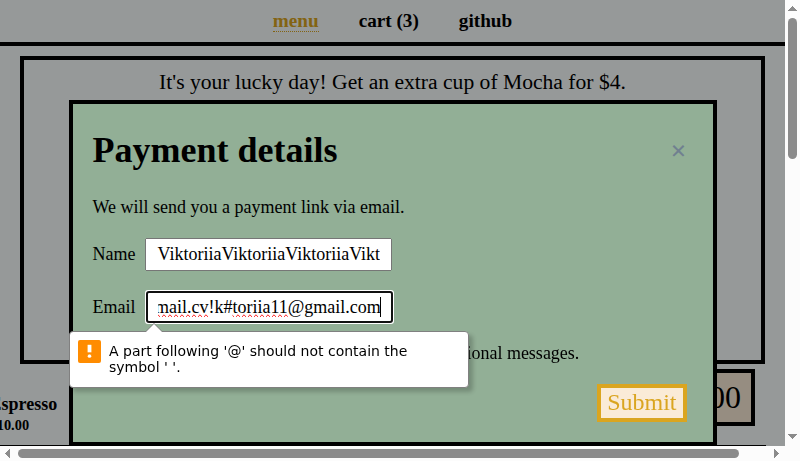 menu cart (3) github
It's your lucky day! Get an extra cup of Mocha for $4.
Payment details ×
We will send you a payment link via email.
Name ViktoriiaViktoriiaViktoriiaVikt
Email mail.cv!k#toriia11@gmail.com
ional messages.
A part following '@' should not contain the
symbol ' '.
Submit
00
spresso
10.00